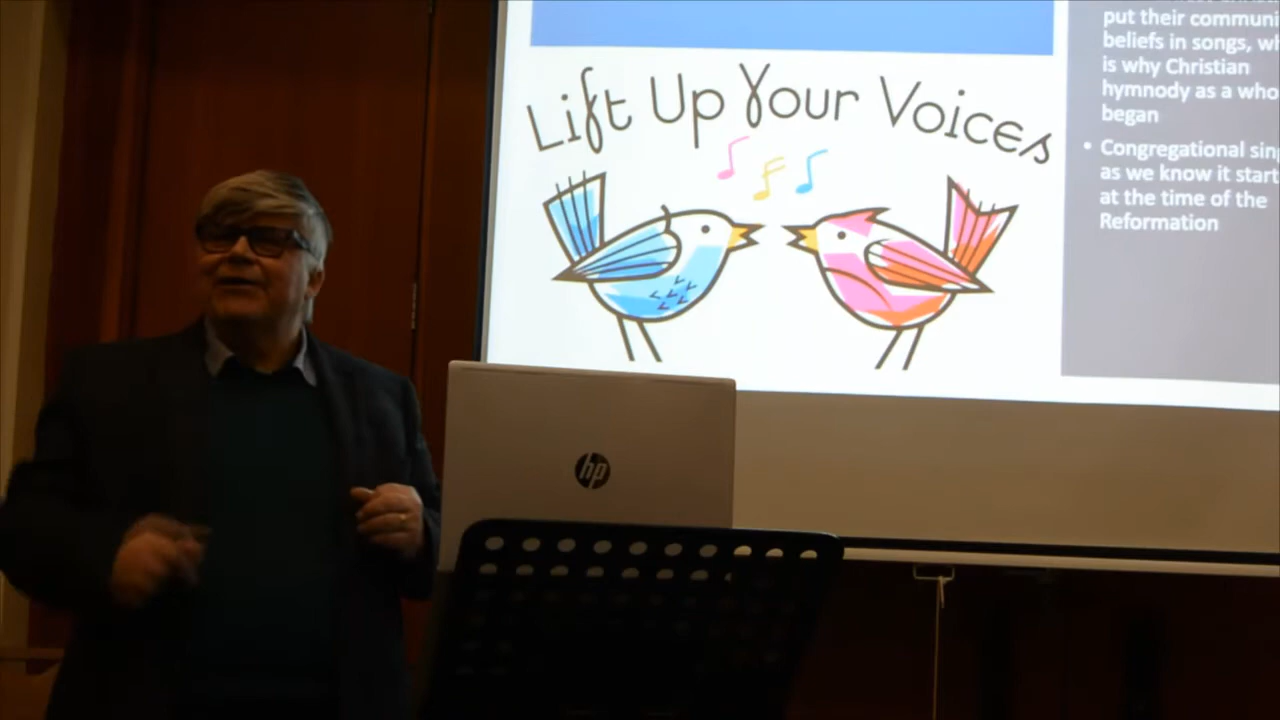 Lift Up Your Voices
put their communi
beliefs in songs, wh
is why Christian
hymnody as a who
began
• Congregational sin
as we know it start
at the time of the
Reformation
hp